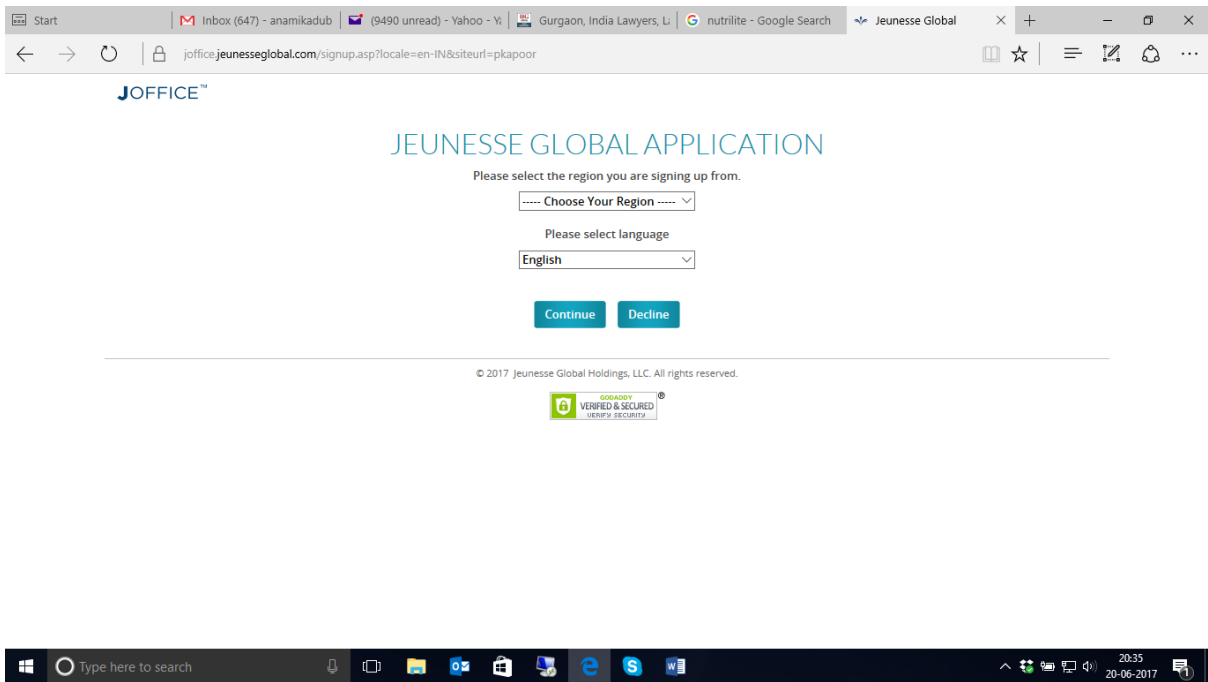 Start
Inbox (647) - anamikadub
(9490 unread) - Yahoo - Ya
Gurgaon, India Lawyers, La
nutrilite - Google Search
Jeunesse Global
joffice.jeunesseglobal.com/signup.asp?locale=en-IN&siteurl=pkapoor
JOFFICE™
JEUNESSE GLOBAL APPLICATION
Please select the region you are signing up from.
----- Choose Your Region -----
Please select language
English
Continue Decline
© 2017 Jeunesse Global Holdings, LLC. All rights reserved.
GODADDY ®
VERIFIED & SECURED
VERIFY SECURITY
Type here to search
20:35
20-06-2017